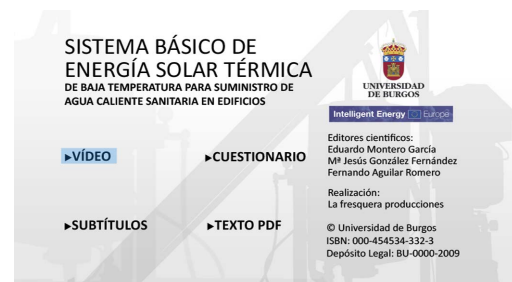 SISTEMA BÁSICO DE
ENERGÍA SOLAR TÉRMICA
DE BAJA TEMPERATURA PARA SUMINISTRO DE
AGUA CALIENTE SANITARIA EN EDIFICIOS
▸VÍDEO
▸CUESTIONARIO
▸SUBTÍTULOS
▸TEXTO PDF
UNIVERSIDAD
DE BURGOS
Intelligent Energy Europe
Editores científicos:
Eduardo Montero García
Mª Jesús González Fernández
Fernando Aguilar Romero
Realización:
La fresquera producciones
© Universidad de Burgos
ISBN: 000-454534-332-3
Depósito Legal: BU-0000-2009